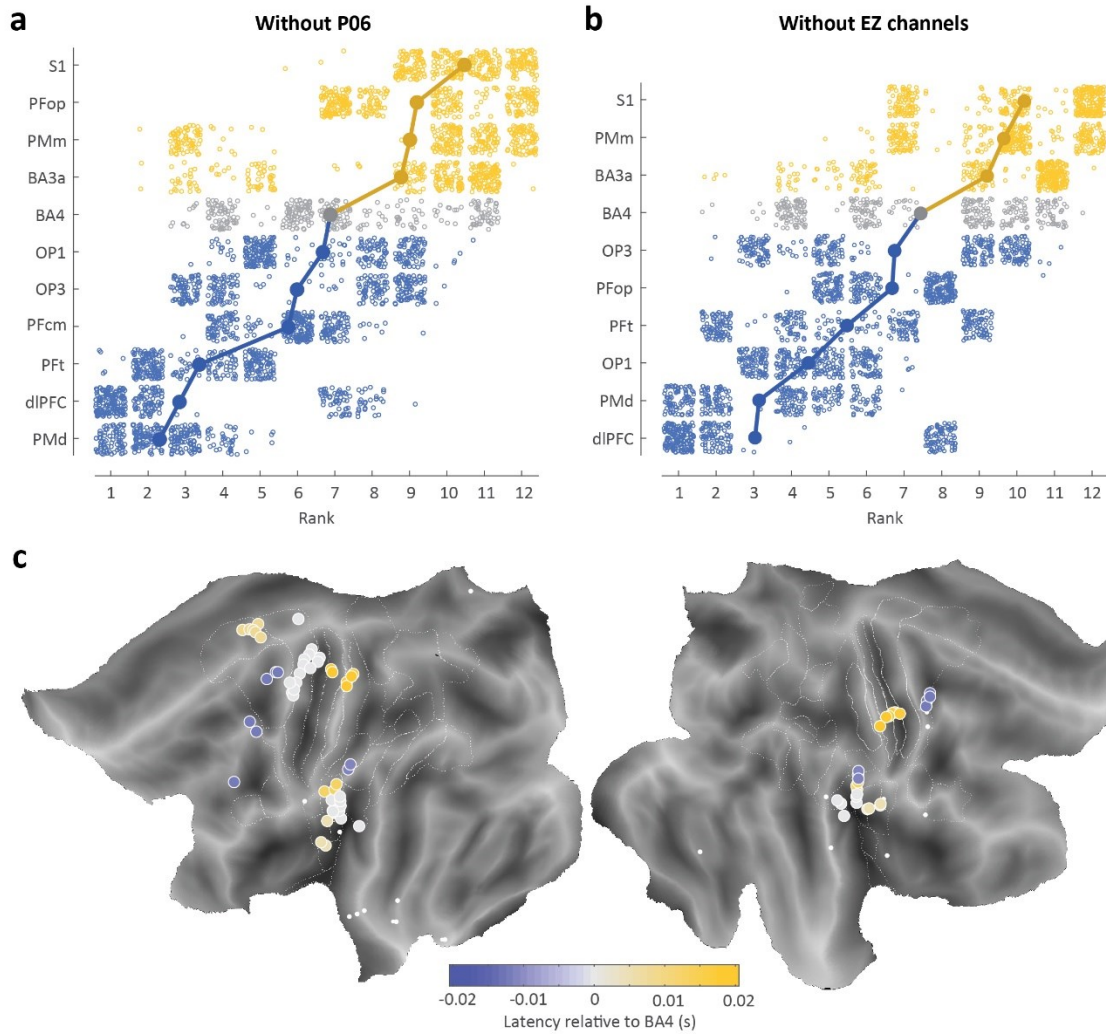 a
Without P06
S1
PFop
PMm
BA3a
BA4
OP1
OP3
PFcm
PFt
dlPFC
PMd
1 2 3 4 5 6 7 8 9 10 11 12
Rank
b
Without EZ channels
S1
PMm
BA3a
BA4
OP3
PFop
PFt
OP1
PMd
dlPFC
1 2 3 4 5 6 7 8 9 10 11 12
Rank
c
-0.02 -0.01 0 0.01 0.02
Latency relative to BA4 (s)